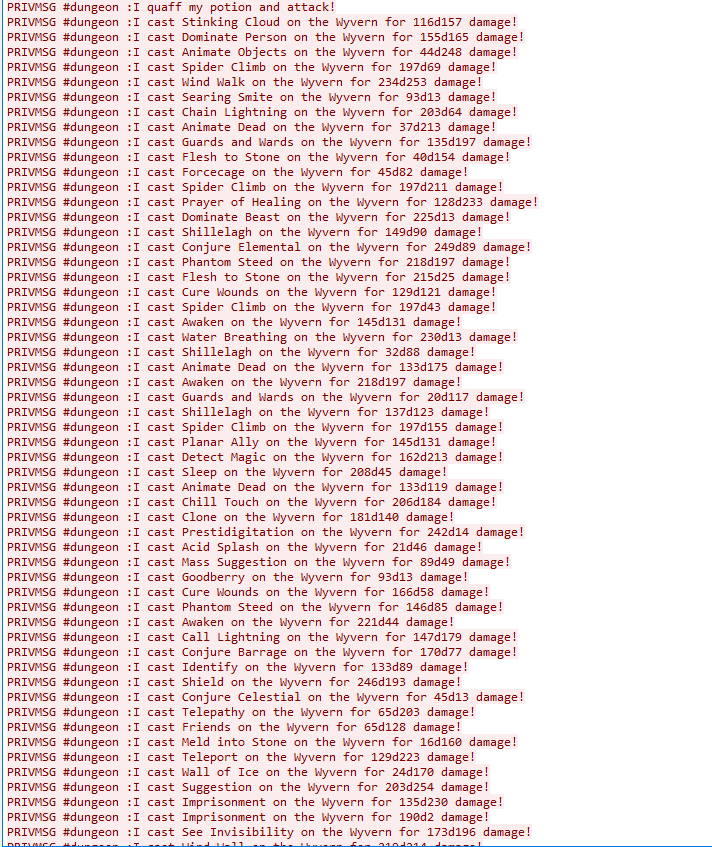 PRIVMSG #dungeon :I quaff my potion and attack!
PRIVMSG #dungeon :I cast Stinking Cloud on the Wyvern for 116d157 damage!
PRIVMSG #dungeon :I cast Dominate Person on the Wyvern for 155d165 damage!
PRIVMSG #dungeon :I cast Animate Objects on the Wyvern for 44d248 damage!
PRIVMSG #dungeon :I cast Spider Climb on the Wyvern for 197d69 damage!
PRIVMSG #dungeon :I cast Wind Walk on the Wyvern for 234d253 damage!
PRIVMSG #dungeon :I cast Searing Smite on the Wyvern for 93d13 damage!
PRIVMSG #dungeon :I cast Chain Lightning on the Wyvern for 203d64 damage!
PRIVMSG #dungeon :I cast Animate Dead on the Wyvern for 37d213 damage!
PRIVMSG #dungeon :I cast Guards and Wards on the Wyvern for 135d197 damage!
PRIVMSG #dungeon :I cast Flesh to Stone on the Wyvern for 40d154 damage!
PRIVMSG #dungeon :I cast Forcecage on the Wyvern for 45d82 damage!
PRIVMSG #dungeon :I cast Spider Climb on the Wyvern for 197d211 damage!
PRIVMSG #dungeon :I cast Prayer of Healing on the Wyvern for 128d233 damage!
PRIVMSG #dungeon :I cast Dominate Beast on the Wyvern for 225d13 damage!
PRIVMSG #dungeon :I cast Shillelagh on the Wyvern for 149d90 damage!
PRIVMSG #dungeon :I cast Conjure Elemental on the Wyvern for 249d89 damage!
PRIVMSG #dungeon :I cast Phantom Steed on the Wyvern for 218d197 damage!
PRIVMSG #dungeon :I cast Flesh to Stone on the Wyvern for 215d25 damage!
PRIVMSG #dungeon :I cast Cure Wounds on the Wyvern for 129d121 damage!
PRIVMSG #dungeon :I cast Spider Climb on the Wyvern for 197d43 damage!
PRIVMSG #dungeon :I cast Awaken on the Wyvern for 145d131 damage!
PRIVMSG #dungeon :I cast Water Breathing on the Wyvern for 230d13 damage!
PRIVMSG #dungeon :I cast Shillelagh on the Wyvern for 32d88 damage!
PRIVMSG #dungeon :I cast Animate Dead on the Wyvern for 133d175 damage!
PRIVMSG #dungeon :I cast Awaken on the Wyvern for 218d197 damage!
PRIVMSG #dungeon :I cast Guards and Wards on the Wyvern for 20d117 damage!
PRIVMSG #dungeon :I cast Shillelagh on the Wyvern for 137d123 damage!
PRIVMSG #dungeon :I cast Spider Climb on the Wyvern for 197d155 damage!
PRIVMSG #dungeon :I cast Planar Ally on the Wyvern for 145d131 damage!
PRIVMSG #dungeon :I cast Detect Magic on the Wyvern for 162d213 damage!
PRIVMSG #dungeon :I cast Sleep on the Wyvern for 208d45 damage!
PRIVMSG #dungeon :I cast Animate Dead on the Wyvern for 133d119 damage!
PRIVMSG #dungeon :I cast Chill Touch on the Wyvern for 206d184 damage!
PRIVMSG #dungeon :I cast Clone on the Wyvern for 181d140 damage!
PRIVMSG #dungeon :I cast Prestidigitation on the Wyvern for 242d14 damage!
PRIVMSG #dungeon :I cast Acid Splash on the Wyvern for 21d46 damage!
PRIVMSG #dungeon :I cast Mass Suggestion on the Wyvern for 89d49 damage!
PRIVMSG #dungeon :I cast Goodberry on the Wyvern for 93d13 damage!
PRIVMSG #dungeon :I cast Cure Wounds on the Wyvern for 166d58 damage!
PRIVMSG #dungeon :I cast Phantom Steed on the Wyvern for 146d85 damage!
PRIVMSG #dungeon :I cast Awaken on the Wyvern for 221d44 damage!
PRIVMSG #dungeon :I cast Call Lightning on the Wyvern for 147d179 damage!
PRIVMSG #dungeon :I cast Conjure Barrage on the Wyvern for 170d77 damage!
PRIVMSG #dungeon :I cast Identify on the Wyvern for 133d89 damage!
PRIVMSG #dungeon :I cast Shield on the Wyvern for 246d193 damage!
PRIVMSG #dungeon :I cast Conjure Celestial on the Wyvern for 45d13 damage!
PRIVMSG #dungeon :I cast Telepathy on the Wyvern for 65d203 damage!
PRIVMSG #dungeon :I cast Friends on the Wyvern for 65d128 damage!
PRIVMSG #dungeon :I cast Meld into Stone on the Wyvern for 16d160 damage!
PRIVMSG #dungeon :I cast Teleport on the Wyvern for 129d223 damage!
PRIVMSG #dungeon :I cast Wall of Ice on the Wyvern for 24d170 damage!
PRIVMSG #dungeon :I cast Suggestion on the Wyvern for 203d254 damage!
PRIVMSG #dungeon :I cast Imprisonment on the Wyvern for 135d230 damage!
PRIVMSG #dungeon :I cast Imprisonment on the Wyvern for 190d2 damage!
PRIVMSG #dungeon :I cast See Invisibility on the Wyvern for 173d196 damage!